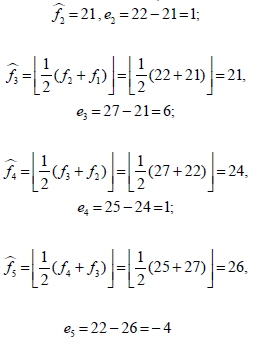 f̂₂ = 21, e₂ = 22 − 21 = 1;
f̂₃ = ⌊1/2(f₂ + f₁)⌋ = ⌊1/2(22 + 21)⌋ = 21,
e₃ = 27 − 21 = 6;
f̂₄ = ⌊1/2(f₃ + f₂)⌋ = ⌊1/2(27 + 22)⌋ = 24,
e₄ = 25 − 24 = 1;
f̂₅ = ⌊1/2(f₄ + f₃)⌋ = ⌊1/2(25 + 27)⌋ = 26,
e₅ = 22 − 26 = −4